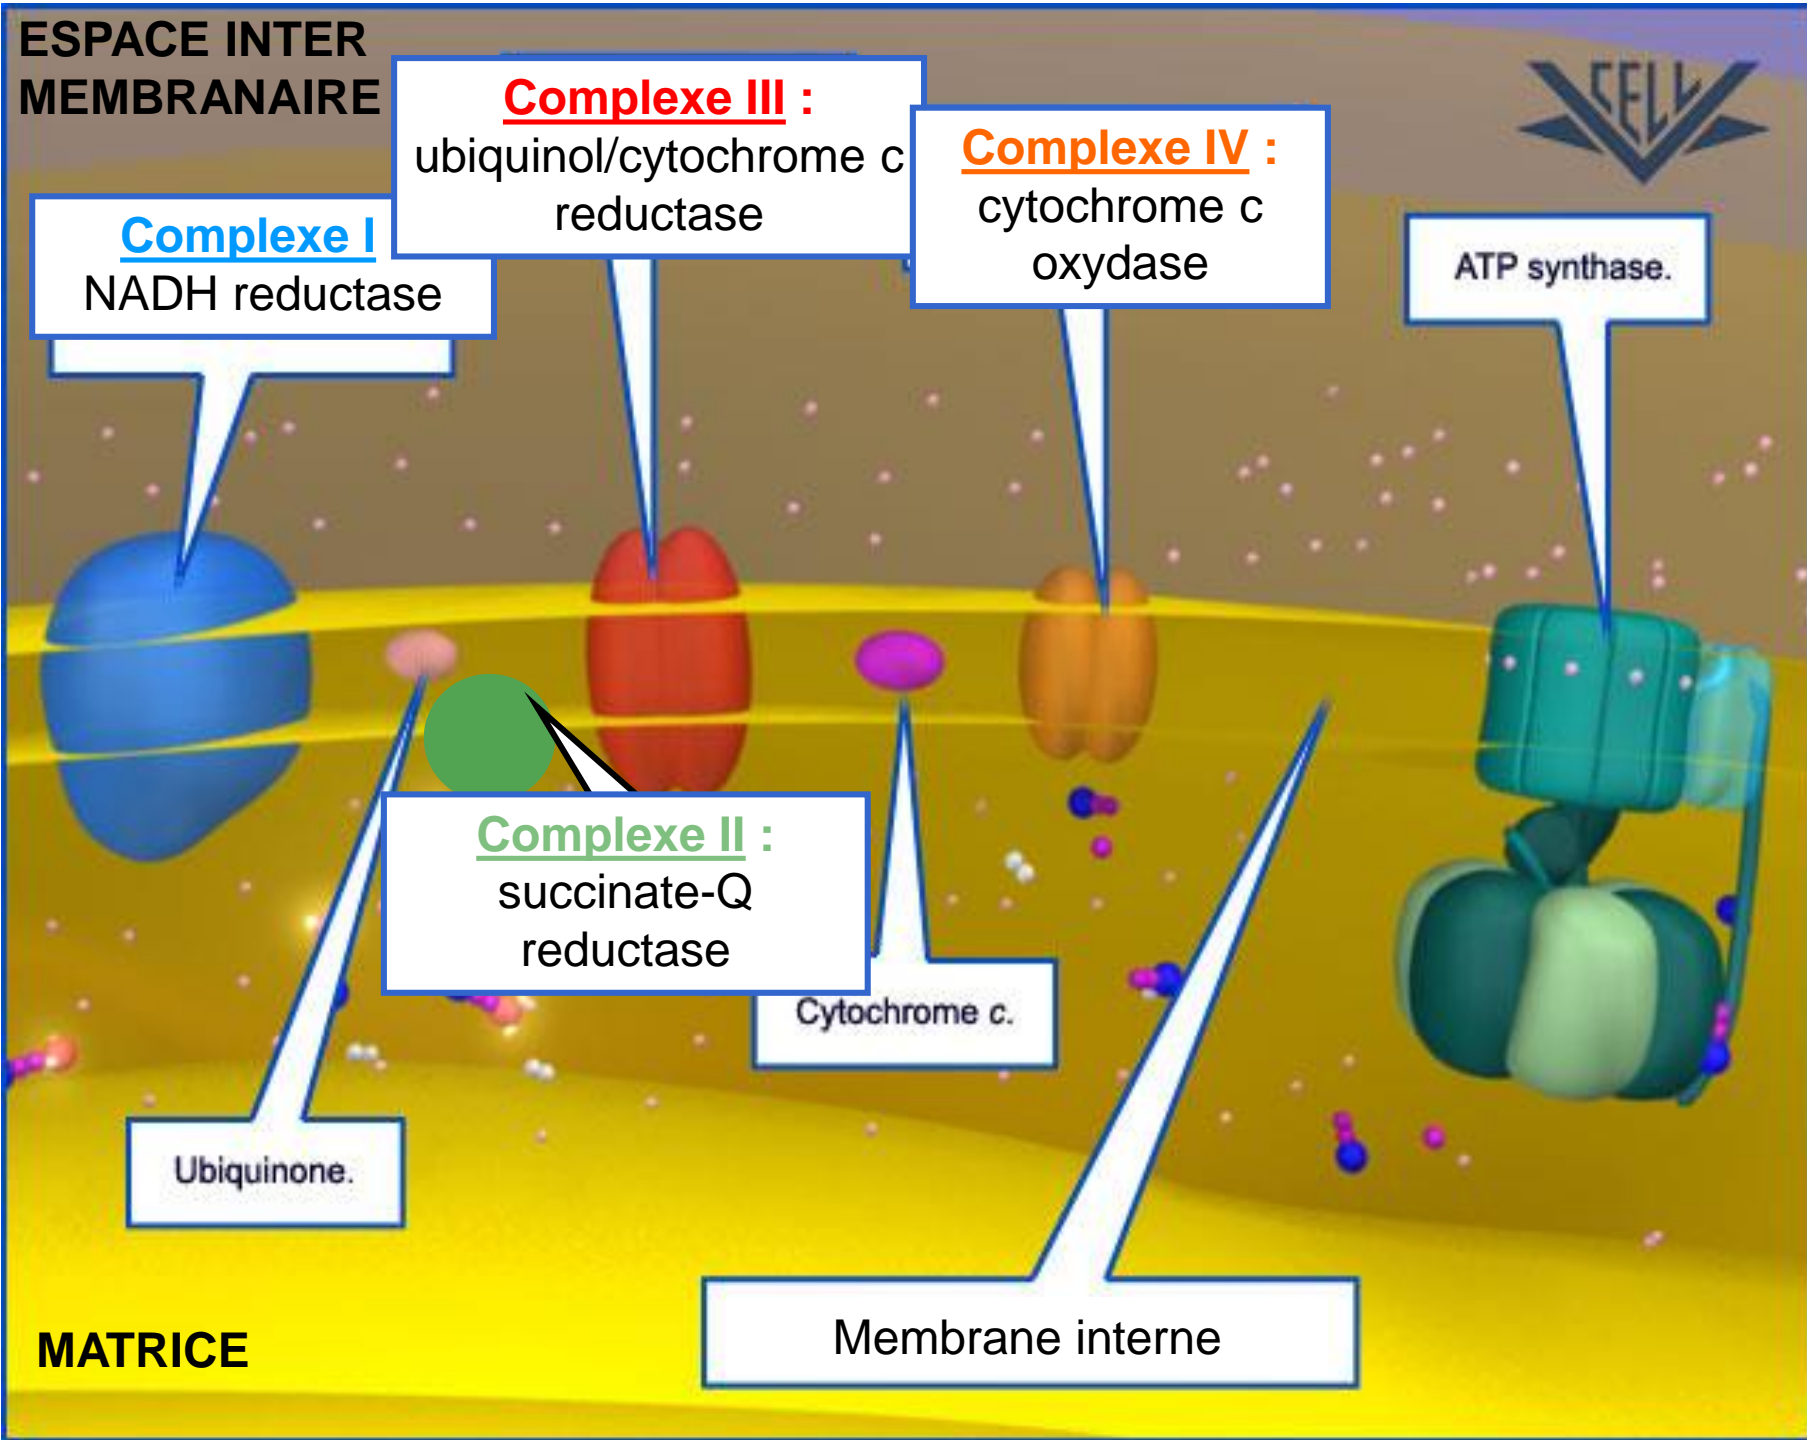 ESPACE INTER
MEMBRANAIRE
Complexe III :
ubiquinol/cytochrome c
reductase
Complexe IV :
cytochrome c
oxydase
Complexe I
NADH reductase
ATP synthase.
VCELL
Complexe II :
succinate-Q
reductase
Cytochrome c.
Ubiquinone.
Membrane interne
MATRICE